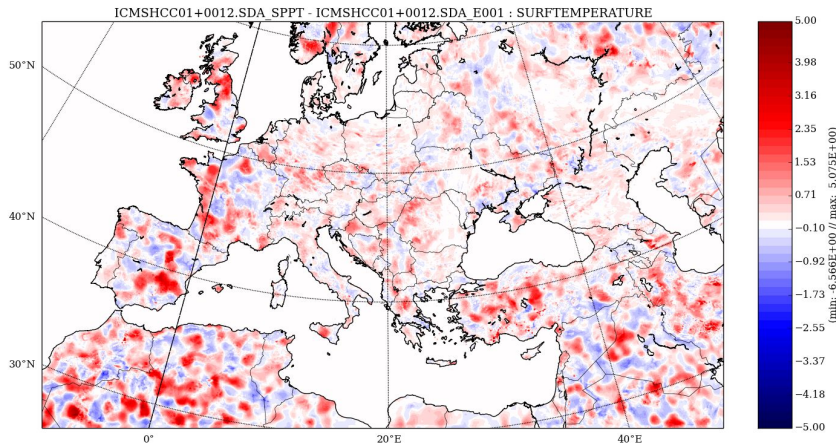 ICMSHCC01+0012.SDA_SPPT - ICMSHCC01+0012.SDA_E001 : SURFTEMPERATURE
50°N
40°N
30°N
0°
20°E
40°E
5.00
3.98
3.16
2.35
1.53
0.71
-0.10
-0.92
-1.73
-2.55
-3.37
-4.18
-5.00
(min: -6.566E+00 // max: 5.075E+00)